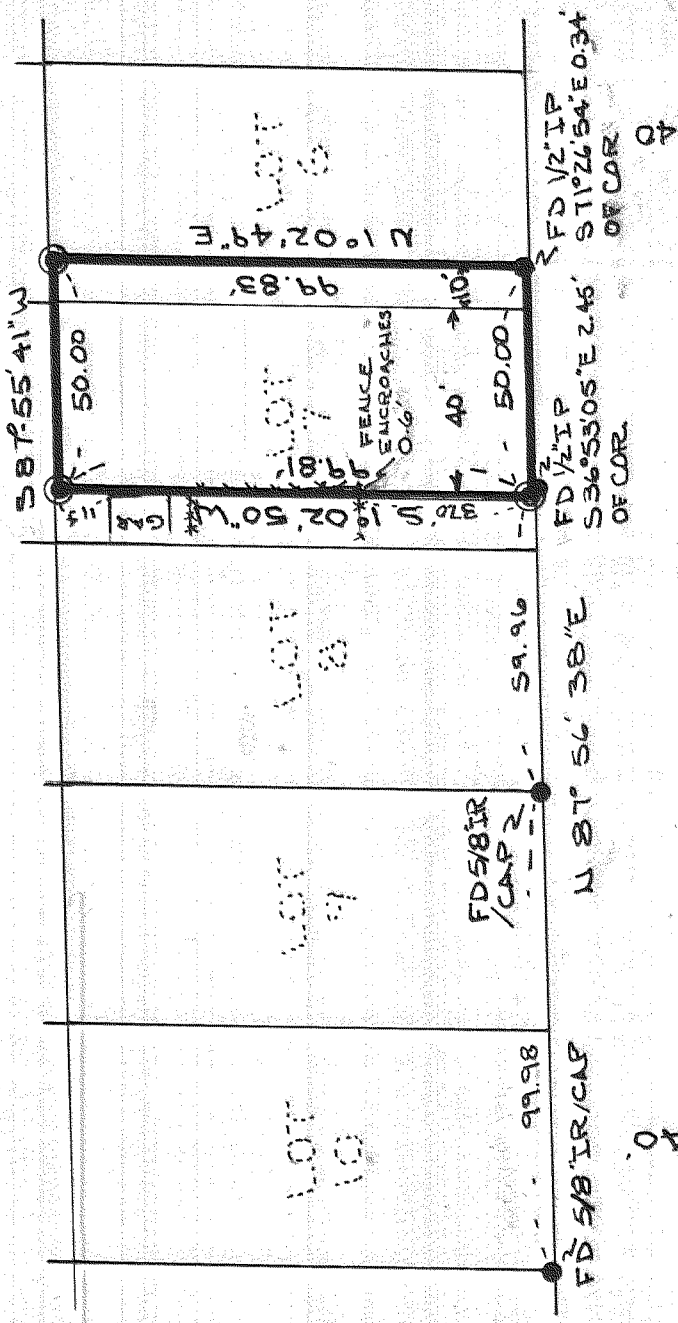 S 87° 55' 41" W
50.00
LOT
6
N 1° 02' 49" E
99.83'
10'
LOT
7
FENCE
ENCROACHES
0.6'
40'
50.00
99.81
S 1° 02' 50" W
11.5
37.0'
FD 1/2" IP
S 71° 26' 54" E 0.34'
OF COR
FD 1/2" IP
S 36° 53' 05" E 2.45'
OF COR.
LOT
8
59.96
LOT
9
FD 5/8" IR
/CAP
N 87° 56' 38" E
LOT
10
99.98
FD 5/8" IR/CAP